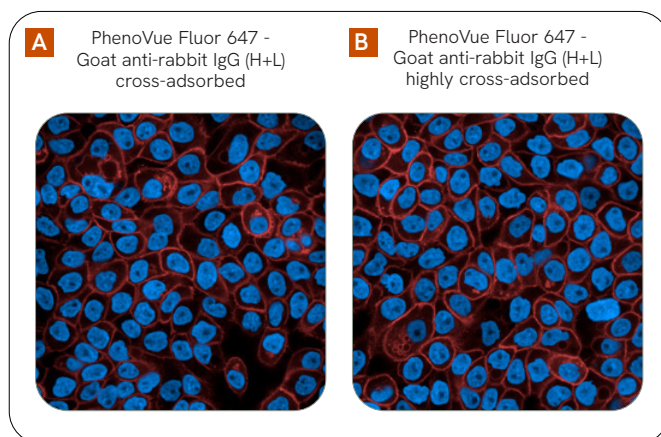 A
PhenoVue Fluor 647 -
Goat anti-rabbit IgG (H+L)
cross-adsorbed
B
PhenoVue Fluor 647 -
Goat anti-rabbit IgG (H+L)
highly cross-adsorbed